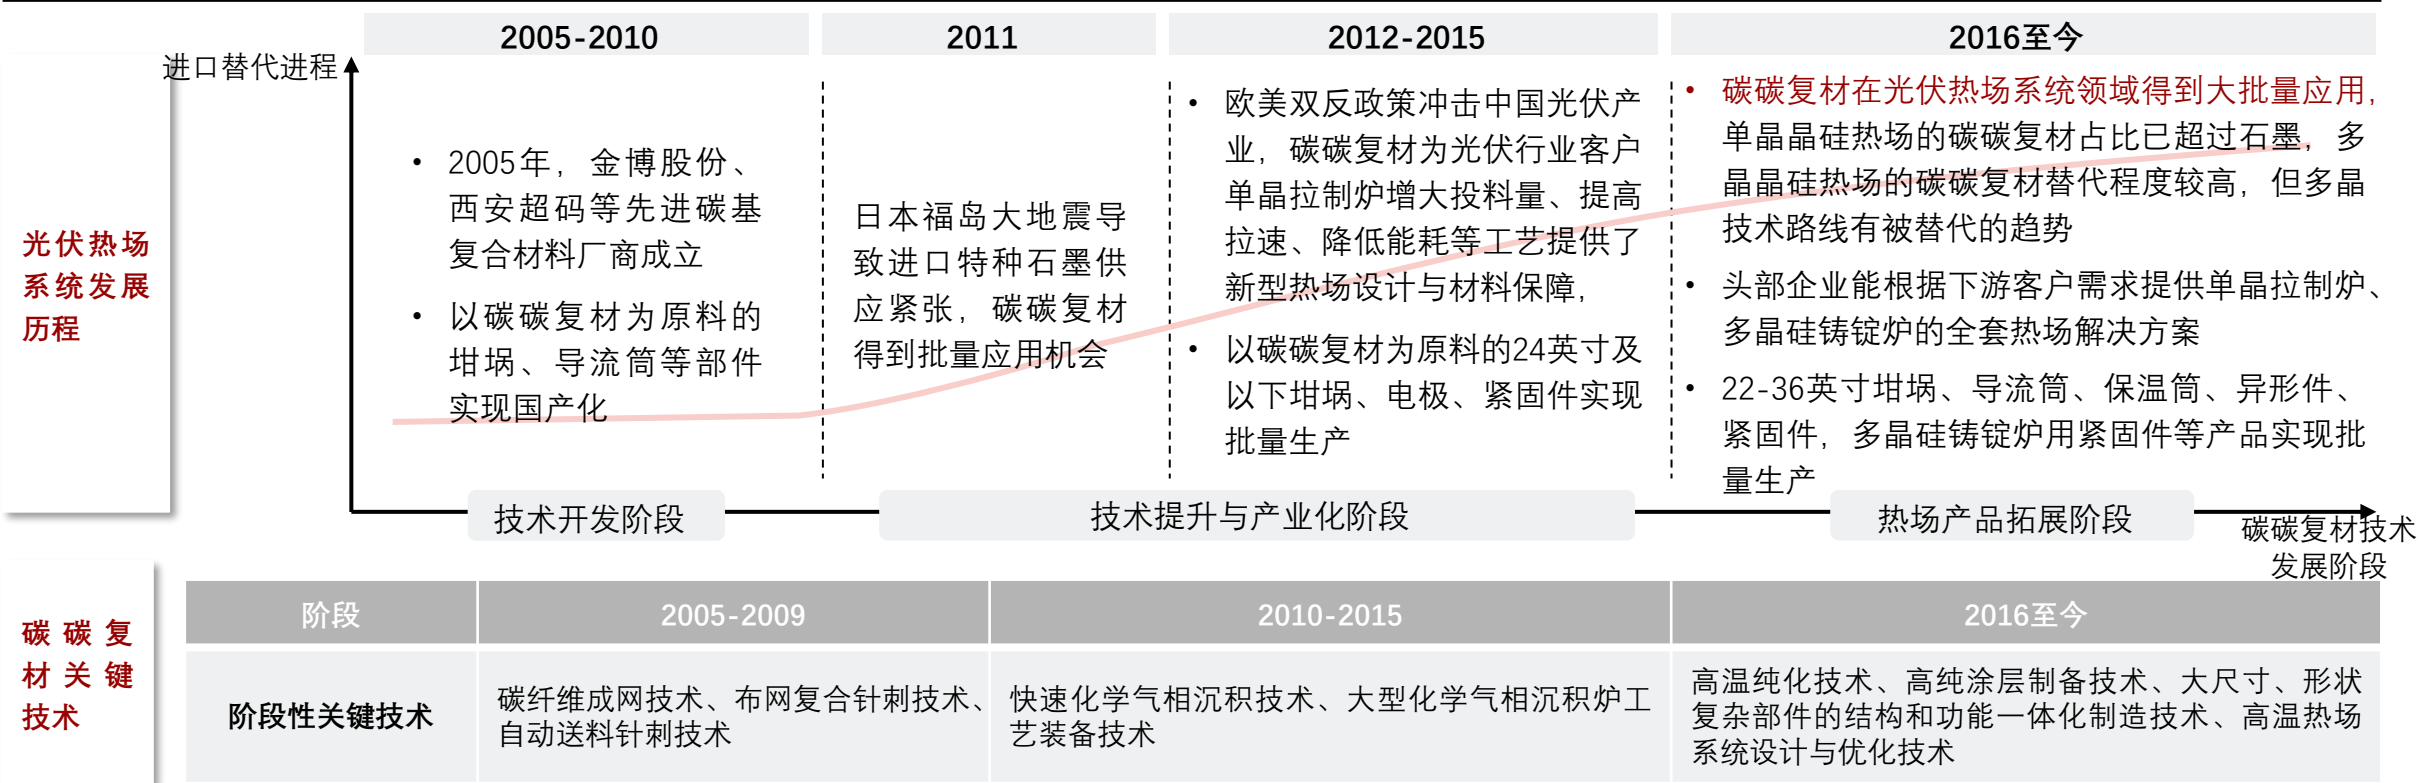 2005-2010
2011
2012-2015
2016至今
进口替代进程
光伏热场
系统发展
历程
• 2005年，金博股份、
西安超码等先进碳基
复合材料厂商成立
• 以碳碳复材为原料的
坩埚、导流筒等部件
实现国产化
日本福岛大地震导
致进口特种石墨供
应紧张，碳碳复材
得到批量应用机会
• 欧美双反政策冲击中国光伏产
业，碳碳复材为光伏行业客户
单晶拉制炉增大投料量、提高
拉速、降低能耗等工艺提供了
新型热场设计与材料保障，
• 以碳碳复材为原料的24英寸及
以下坩埚、电极、紧固件实现
批量生产
• 碳碳复材在光伏热场系统领域得到大批量应用，
单晶晶硅热场的碳碳复材占比已超过石墨，多
晶晶硅热场的碳碳复材替代程度较高，但多晶
技术路线有被替代的趋势
• 头部企业能根据下游客户需求提供单晶拉制炉、
多晶硅铸锭炉的全套热场解决方案
• 22-36英寸坩埚、导流筒、保温筒、异形件、
紧固件，多晶硅铸锭炉用紧固件等产品实现批
量生产
技术开发阶段
技术提升与产业化阶段
热场产品拓展阶段
碳碳复材技术
发展阶段
碳碳复
材关键
技术
阶段
2005-2009
2010-2015
2016至今
阶段性关键技术
碳纤维成网技术、布网复合针刺技术、
自动送料针刺技术
快速化学气相沉积技术、大型化学气相沉积炉工
艺装备技术
高温纯化技术、高纯涂层制备技术、大尺寸、形状
复杂部件的结构和功能一体化制造技术、高温热场
系统设计与优化技术